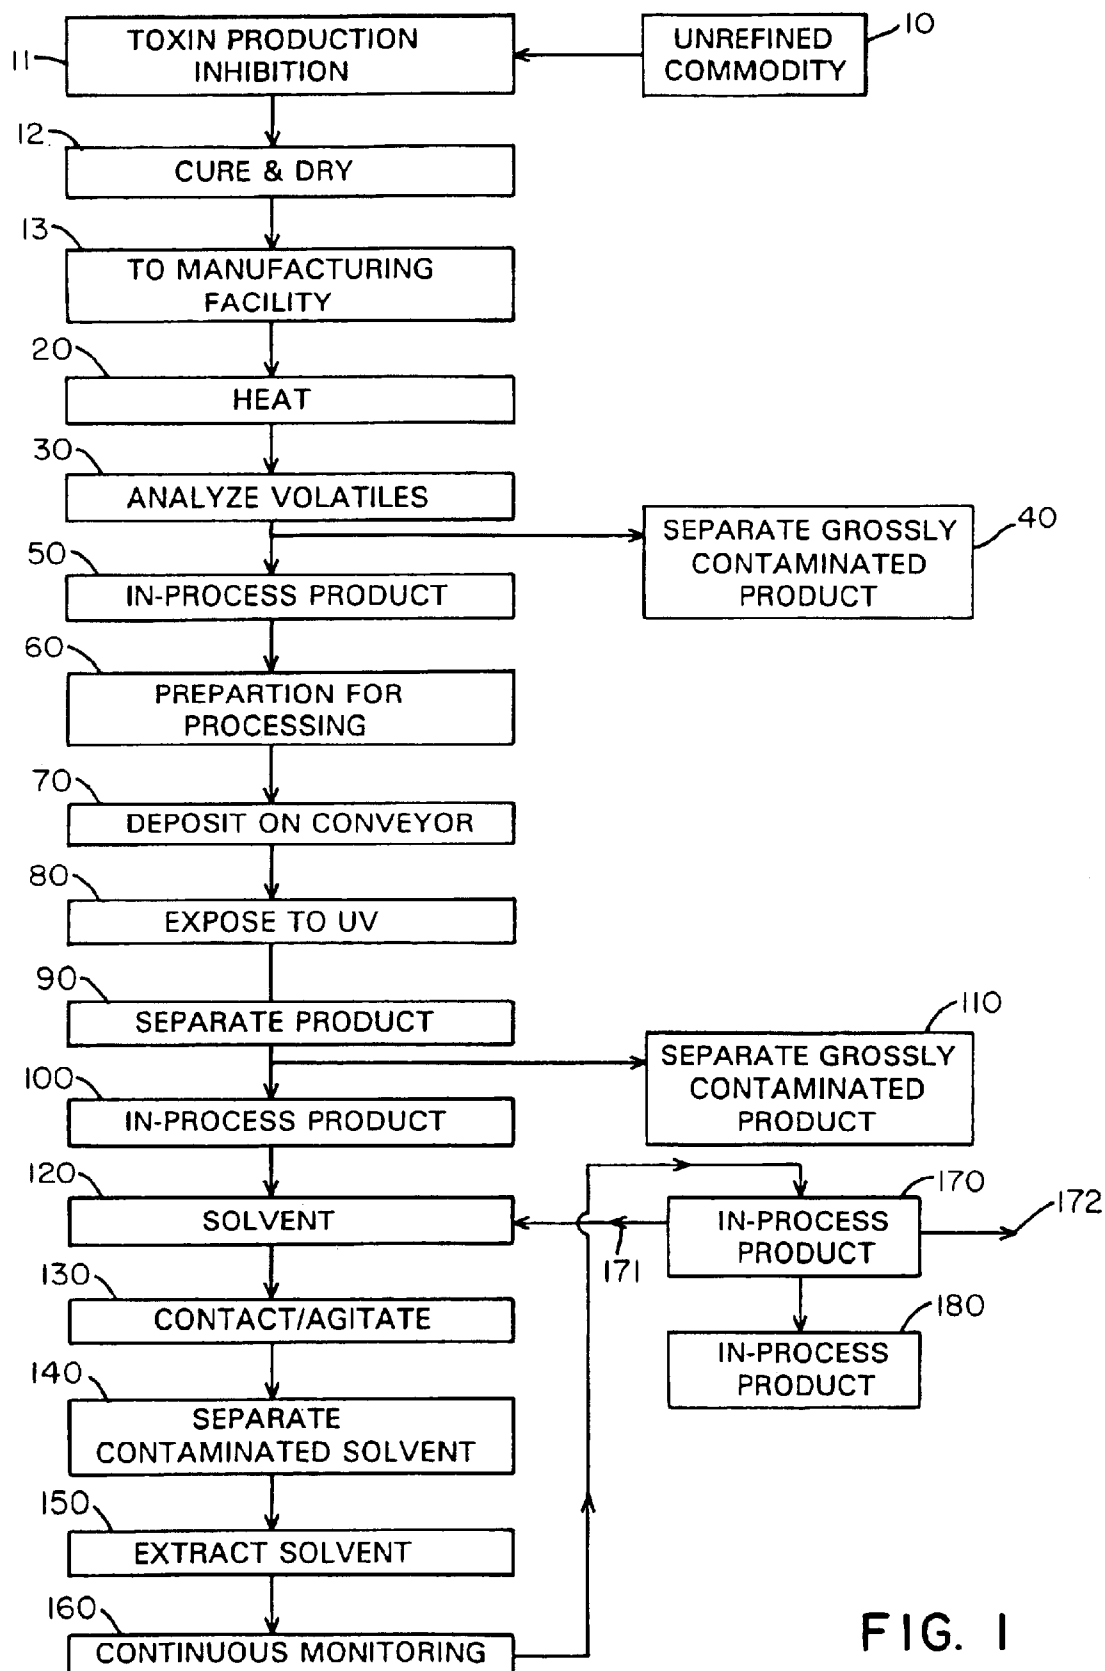 10
UNREFINED
COMMODITY
11
TOXIN PRODUCTION
INHIBITION
12
CURE & DRY
13
TO MANUFACTURING
FACILITY
20
HEAT
30
ANALYZE VOLATILES
40
SEPARATE GROSSLY
CONTAMINATED
PRODUCT
50
IN-PROCESS PRODUCT
60
PREPARTION FOR
PROCESSING
70
DEPOSIT ON CONVEYOR
80
EXPOSE TO UV
90
SEPARATE PRODUCT
110
SEPARATE GROSSLY
CONTAMINATED
PRODUCT
100
IN-PROCESS PRODUCT
120
SOLVENT
170
IN-PROCESS
PRODUCT
171
172
130
CONTACT/AGITATE
180
IN-PROCESS
PRODUCT
140
SEPARATE
CONTAMINATED SOLVENT
150
EXTRACT SOLVENT
160
CONTINUOUS MONITORING
FIG. 1